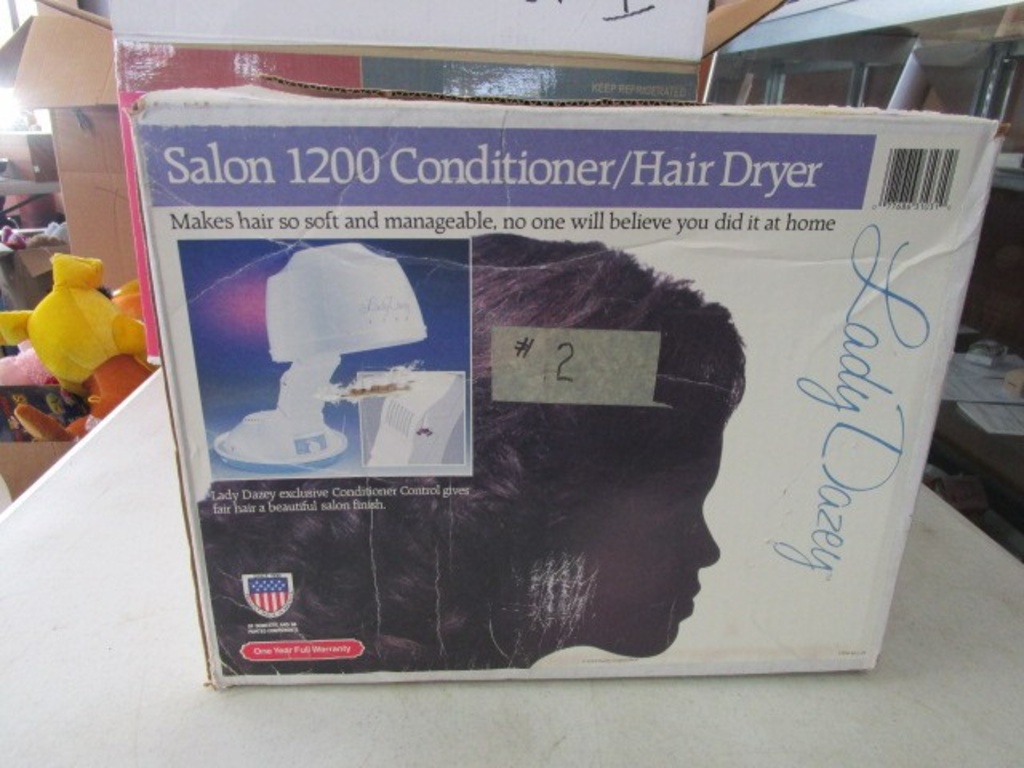 KEEP REFRIGERATED
Salon 1200 Conditioner/Hair Dryer
Makes hair so soft and manageable, no one will believe you did it at home
Lady Dazey
# 2
Lady Dazey exclusive Conditioner Control gives
fair hair a beautiful salon finish.
One Year Full Warranty
Lady Dazey